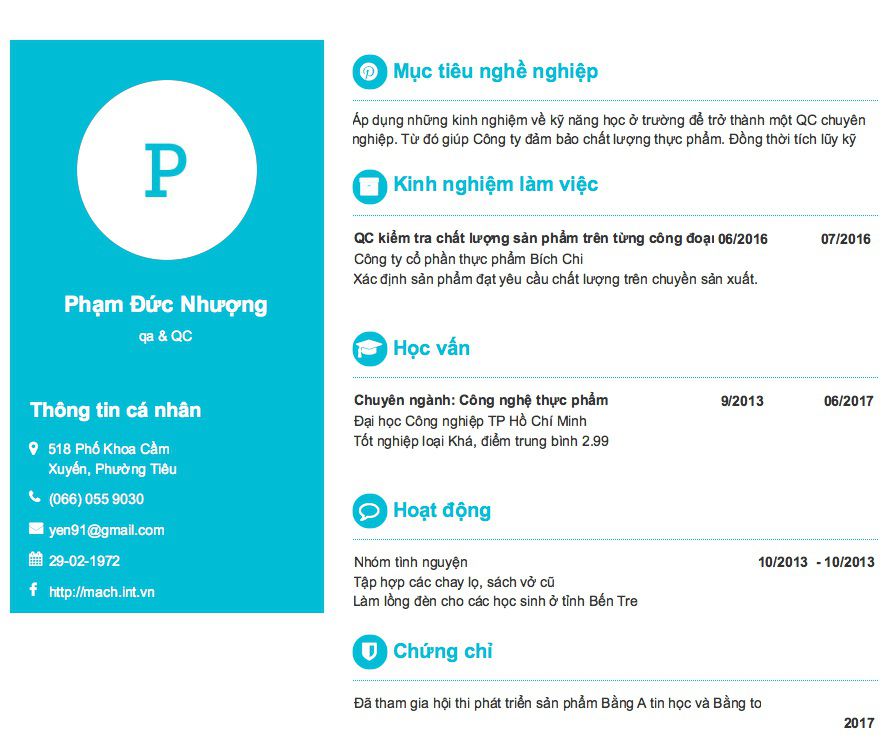 P
Phạm Đức Nhượng
qa & QC
Thông tin cá nhân
518 Phố Khoa Cầm
Xuyến, Phường Tiêu
(066) 055 9030
yen91@gmail.com
29-02-1972
http://mach.int.vn
Mục tiêu nghề nghiệp
Áp dụng những kinh nghiệm về kỹ năng học ở trường để trở thành một QC chuyên
nghiệp. Từ đó giúp Công ty đảm bảo chất lượng thực phẩm. Đồng thời tích lũy kỹ
Kinh nghiệm làm việc
QC kiểm tra chất lượng sản phẩm trên từng công đoạ 06/2016 07/2016
Công ty cổ phần thực phẩm Bích Chi
Xác định sản phẩm đạt yêu cầu chất lượng trên chuyền sản xuất.
Học vấn
Chuyên ngành: Công nghệ thực phẩm 9/2013 06/2017
Đại học Công nghiệp TP Hồ Chí Minh
Tốt nghiệp loại Khá, điểm trung bình 2.99
Hoạt động
Nhóm tình nguyện 10/2013 - 10/2013
Tập hợp các chay lọ, sách vở cũ
Làm lồng đèn cho các học sinh ở tỉnh Bến Tre
Chứng chỉ
Đã tham gia hội thi phát triển sản phẩm Bằng A tin học và Bằng to
2017